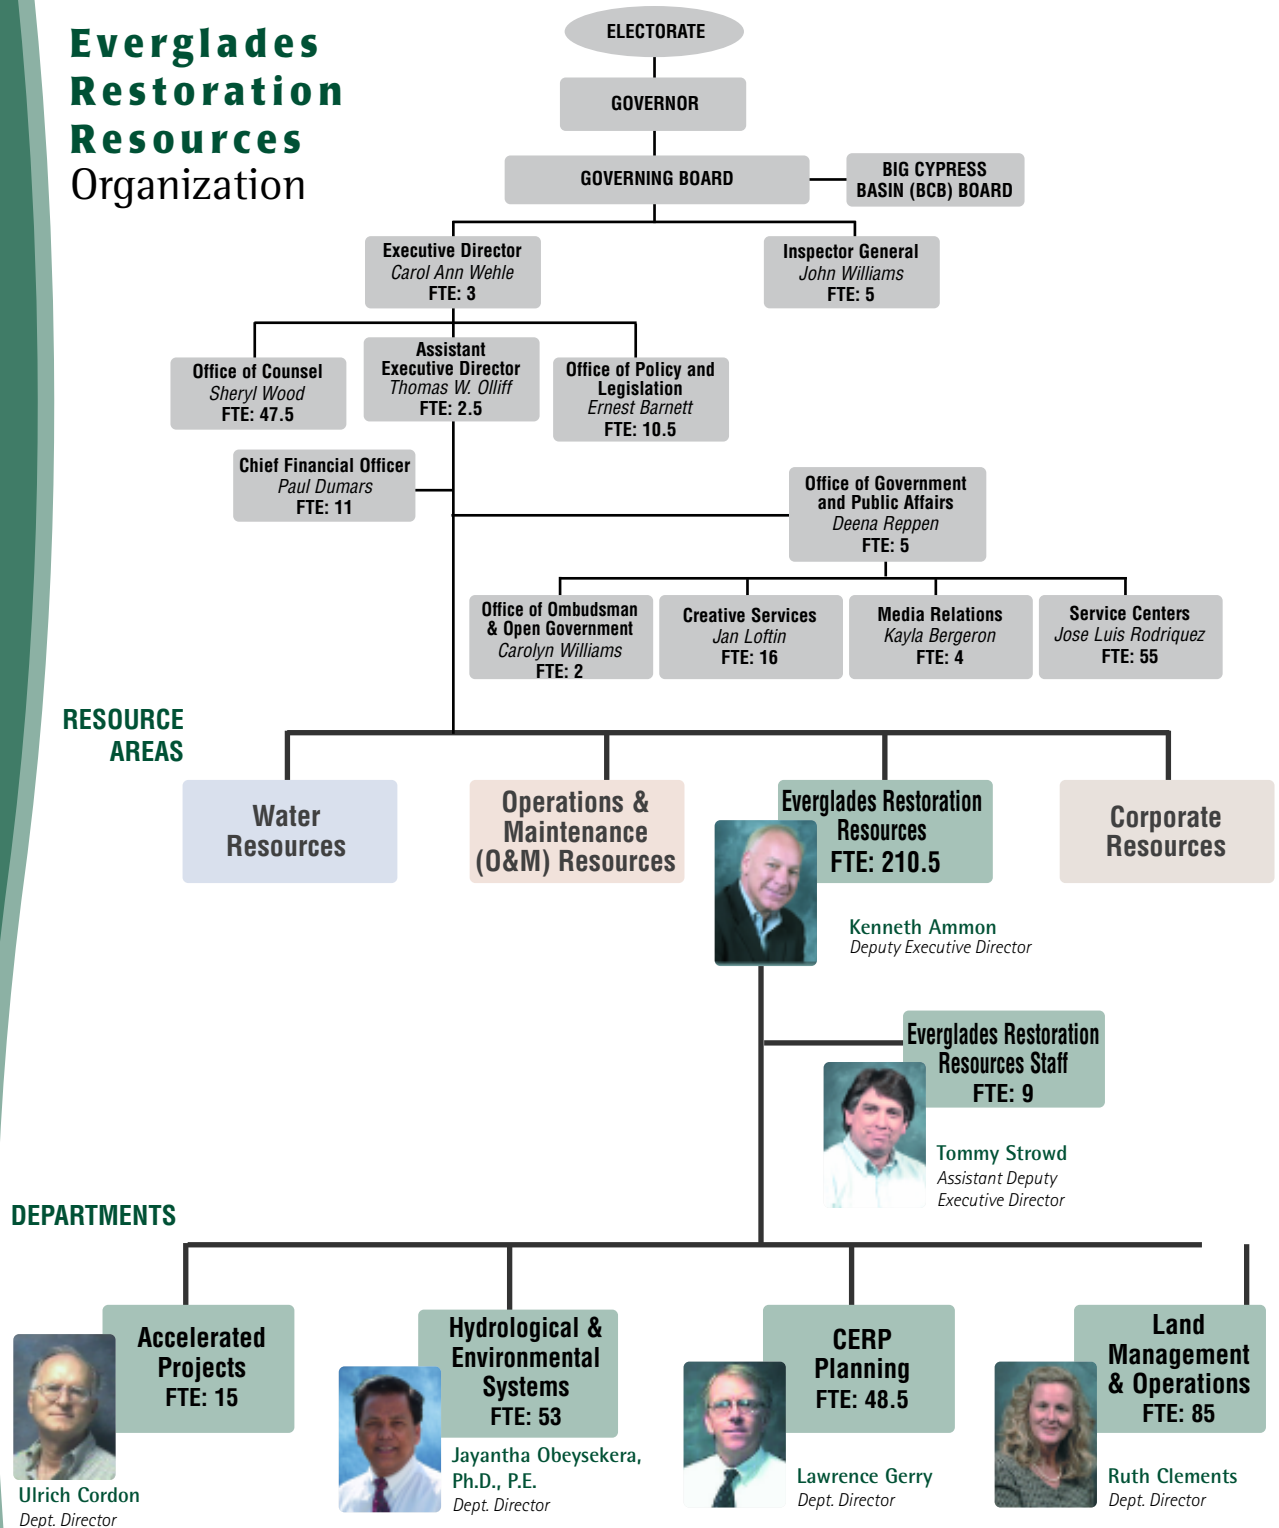 Everglades
Restoration
Resources
Organization
ELECTORATE
GOVERNOR
GOVERNING BOARD
BIG CYPRESS
BASIN (BCB) BOARD
Executive Director
Carol Ann Wehle
FTE: 3
Inspector General
John Williams
FTE: 5
Office of Counsel
Sheryl Wood
FTE: 47.5
Assistant
Executive Director
Thomas W. Olliff
FTE: 2.5
Office of Policy and
Legislation
Ernest Barnett
FTE: 10.5
Chief Financial Officer
Paul Dumars
FTE: 11
Office of Government
and Public Affairs
Deena Reppen
FTE: 5
Office of Ombudsman
& Open Government
Carolyn Williams
FTE: 2
Creative Services
Jan Loftin
FTE: 16
Media Relations
Kayla Bergeron
FTE: 4
Service Centers
Jose Luis Rodriquez
FTE: 55
RESOURCE
AREAS
Water
Resources
Operations &
Maintenance
(O&M) Resources
Everglades Restoration
Resources
FTE: 210.5
Corporate
Resources
Kenneth Ammon
Deputy Executive Director
Everglades Restoration
Resources Staff
FTE: 9
Tommy Strowd
Assistant Deputy
Executive Director
DEPARTMENTS
Accelerated
Projects
FTE: 15
Ulrich Cordon
Dept. Director
Hydrological &
Environmental
Systems
FTE: 53
Jayantha Obeysekera,
Ph.D., P.E.
Dept. Director
CERP
Planning
FTE: 48.5
Lawrence Gerry
Dept. Director
Land
Management
& Operations
FTE: 85
Ruth Clements
Dept. Director